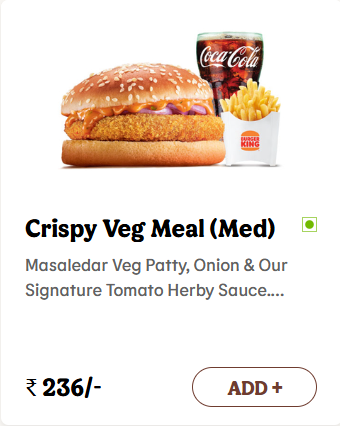 Coca-Cola
BURGER
KING
Crispy Veg Meal (Med)
Masaledar Veg Patty, Onion & Our
Signature Tomato Herby Sauce....
₹ 236/-
ADD +